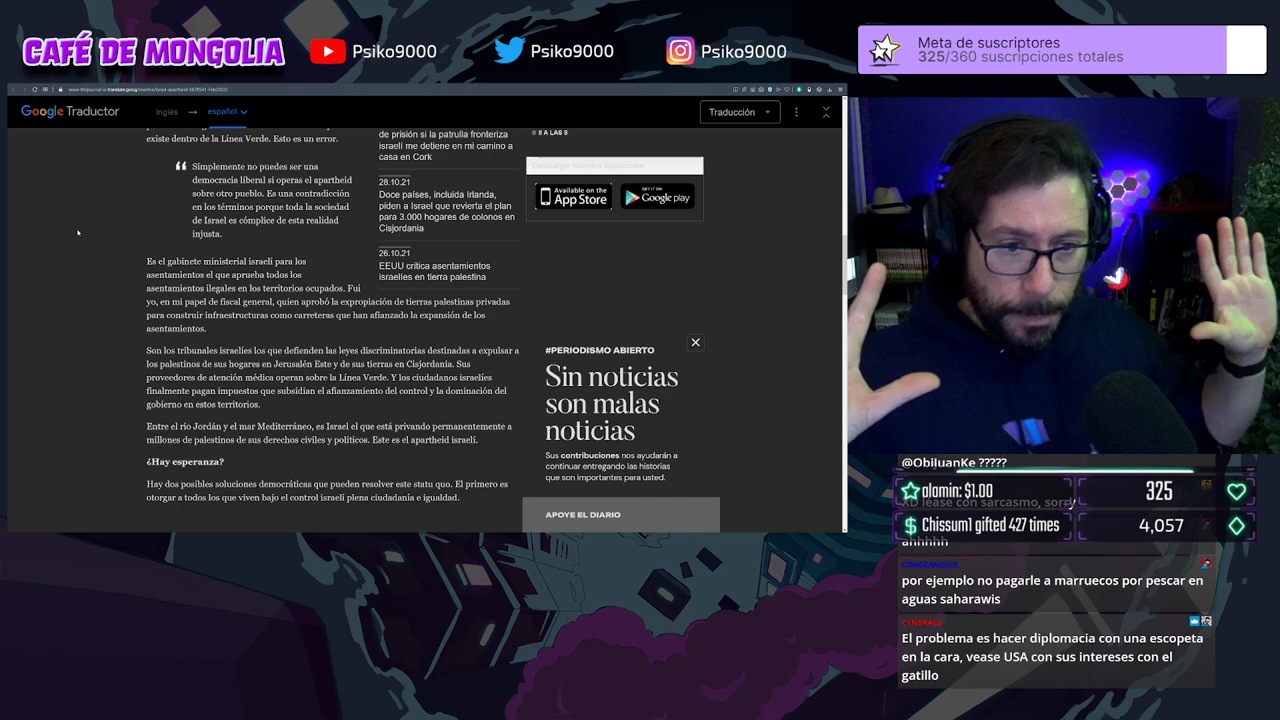 CAFÉ DE MONGOLIA
Psiko9000
Psiko9000
Psiko9000
Meta de suscriptores
325/360 suscripciones totales
Google Traductor
inglés
español
Traducción
existe dentro de la Línea Verde. Esto es un error.
Simplemente no puedes ser una
democracia liberal si operas el apartheid
sobre otro pueblo. Es una contradicción
en los términos porque toda la sociedad
de Israel es cómplice de esta realidad
injusta.
Es el gabinete ministerial israelí para los
asentamientos el que aprueba todos los
asentamientos ilegales en los territorios ocupados. Fui
yo, en mi papel de fiscal general, quien aprobó la expropiación de tierras palestinas privadas
para construir infraestructuras como carreteras que han afianzado la expansión de los
asentamientos.
Son los tribunales israelíes los que defienden las leyes discriminatorias destinadas a expulsar a
los palestinos de sus hogares en Jerusalén Este y de sus tierras en Cisjordania. Sus
proveedores de atención médica operan sobre la Línea Verde. Y los ciudadanos israelíes
finalmente pagan impuestos que subsidian el afianzamiento del control y la dominación del
gobierno en estos territorios.
Entre el río Jordán y el mar Mediterráneo, es Israel el que está privando permanentemente a
millones de palestinos de sus derechos civiles y políticos. Este es el apartheid israelí.
¿Hay esperanza?
Hay dos posibles soluciones democráticas que pueden resolver este statu quo. El primero es
otorgar a todos los que viven bajo el control israelí plena ciudadanía e igualdad.
de prisión si la patrulla fronteriza
israelí me detiene en mi camino a
casa en Cork
28.10.21
Doce países, incluida Irlanda,
piden a Israel que revierta el plan
para 3.000 hogares de colonos en
Cisjordania
26.10.21
EEUU critica asentamientos
israelíes en tierra palestina
8 A LAS 8
Descarga nuestra aplicación
Available on the
App Store
GET IT ON
Google play
#PERIODISMO ABIERTO
Sin noticias
son malas
noticias
Sus contribuciones nos ayudarán a
continuar entregando las historias
que son importantes para usted.
APOYE EL DIARIO
@ObiJuanKe ?????
alamin: $1.00
325
XD léase con sarcasmo, sorry
Chissum1 gifted 427 times
4,057
ahhhhh
por ejemplo no pagarle a marruecos por pescar en
aguas saharawis
CYNDRA62
El problema es hacer diplomacia con una escopeta
en la cara, vease USA con sus intereses con el
gatillo